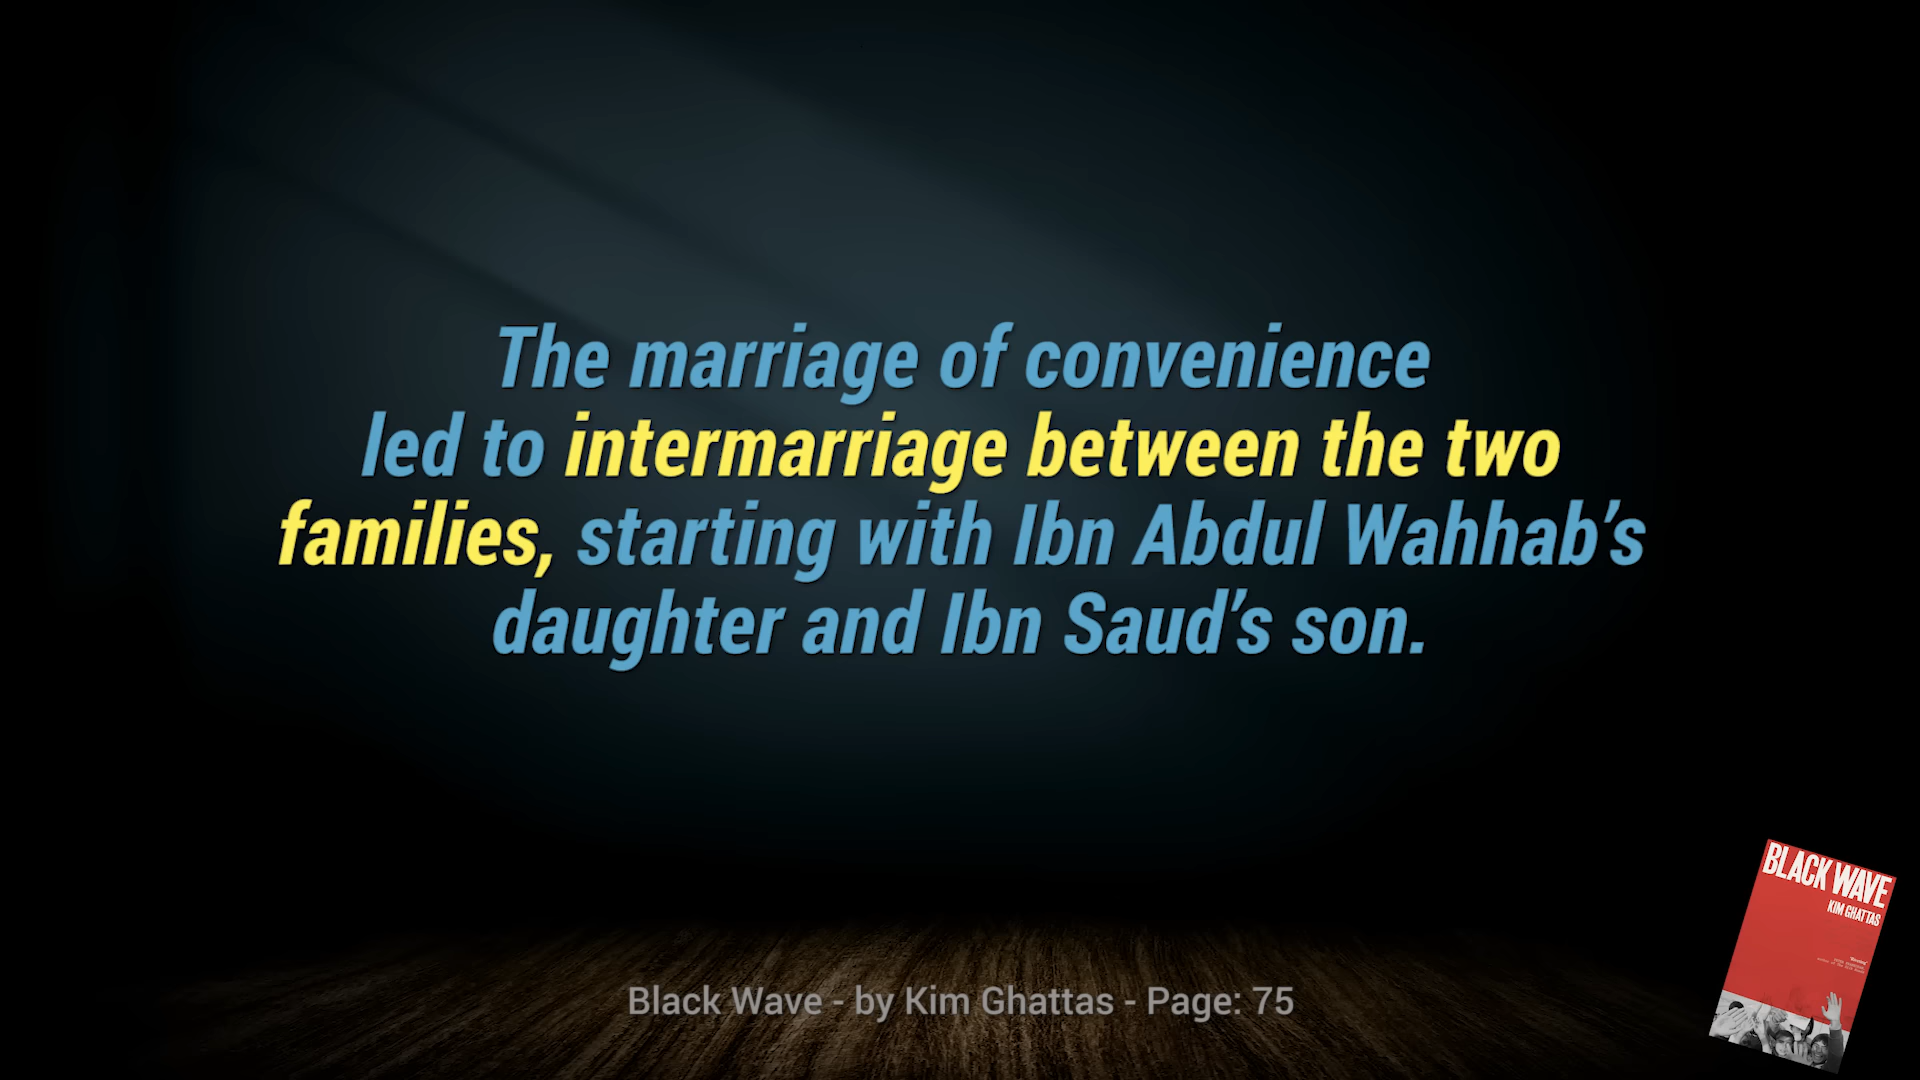 The marriage of convenience
led to intermarriage between the two
families, starting with Ibn Abdul Wahhab’s
daughter and Ibn Saud’s son.
BLACK WAVE
KIM GHATTAS
Black Wave - by Kim Ghattas - Page: 75